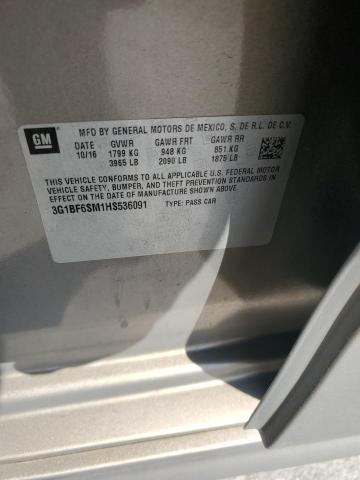 GM
MFD BY GENERAL MOTORS DE MEXICO, S. DE R.L. DE C.V.
DATE GVWR GAWR FRT GAWR RR
10/16 1799 KG 948 KG 851 KG
3965 LB 2090 LB 1875 LB
THIS VEHICLE CONFORMS TO ALL APPLICABLE U.S. FEDERAL MOTOR
VEHICLE SAFETY, BUMPER, AND THEFT PREVENTION STANDARDS IN
EFFECT ON THE DATE OF MANUFACTURE SHOWN ABOVE.
3G1BF6SM1HS536091 TYPE: PASS CAR